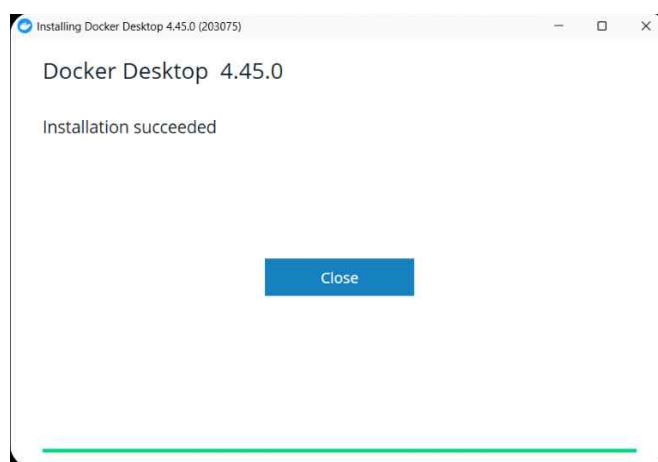 Installing Docker Desktop 4.45.0 (203075)
Docker Desktop 4.45.0
Installation succeeded
Close